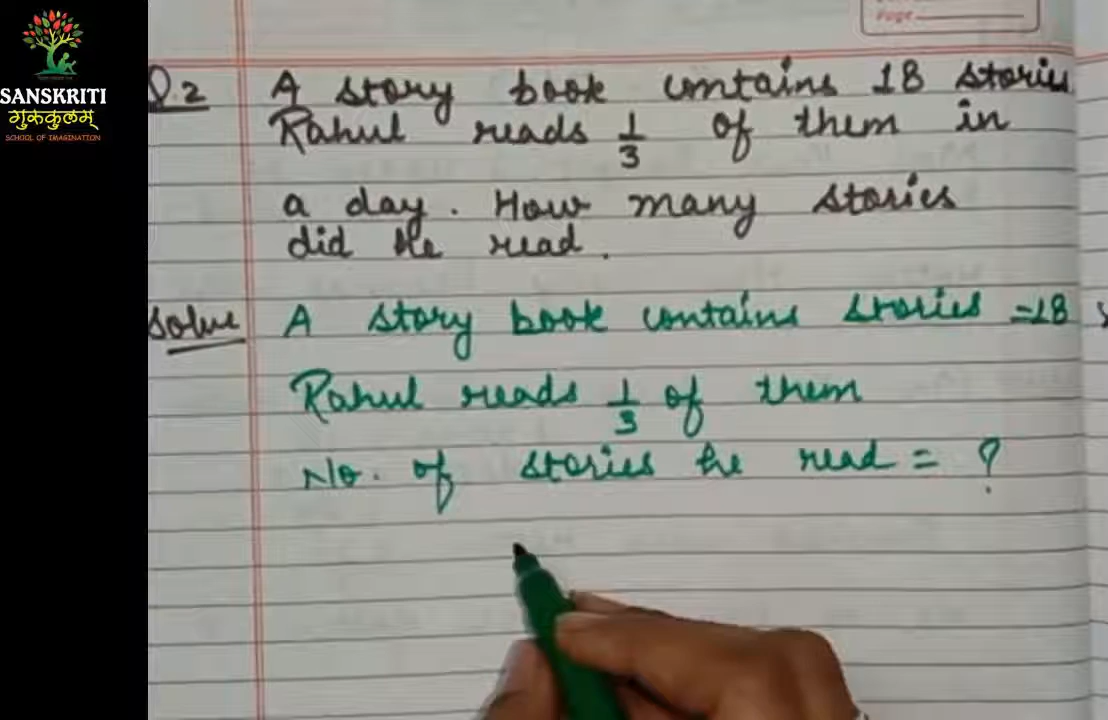 Page
SANSKRITI
गुरुकुलम्
SCHOOL OF IMAGINATION
Q.2 A story book contains 18 stories
Rahul reads 1/3 of them in
a day. How many stories
did he read.
Solve A story book contains stories = 18
Rahul reads 1/3 of them
No. of stories he read = ?